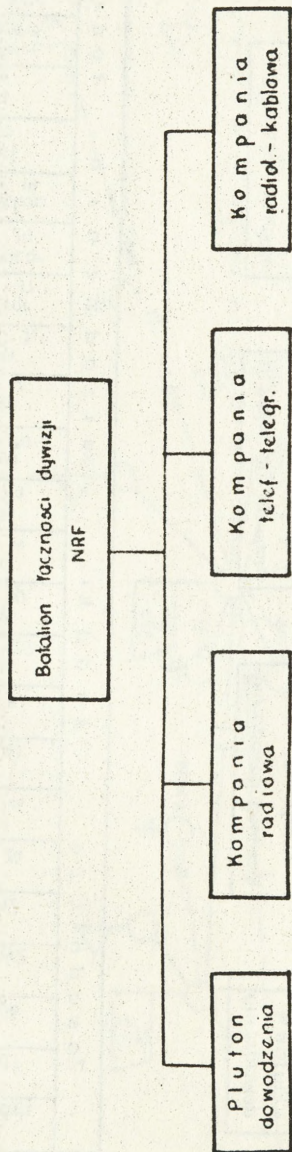 Batalion łączności dywizji
NRF
Pluton
dowodzenia
Kompania
radiowa
Kompania
telef - telegr.
Kompania
radiol.- kablowa